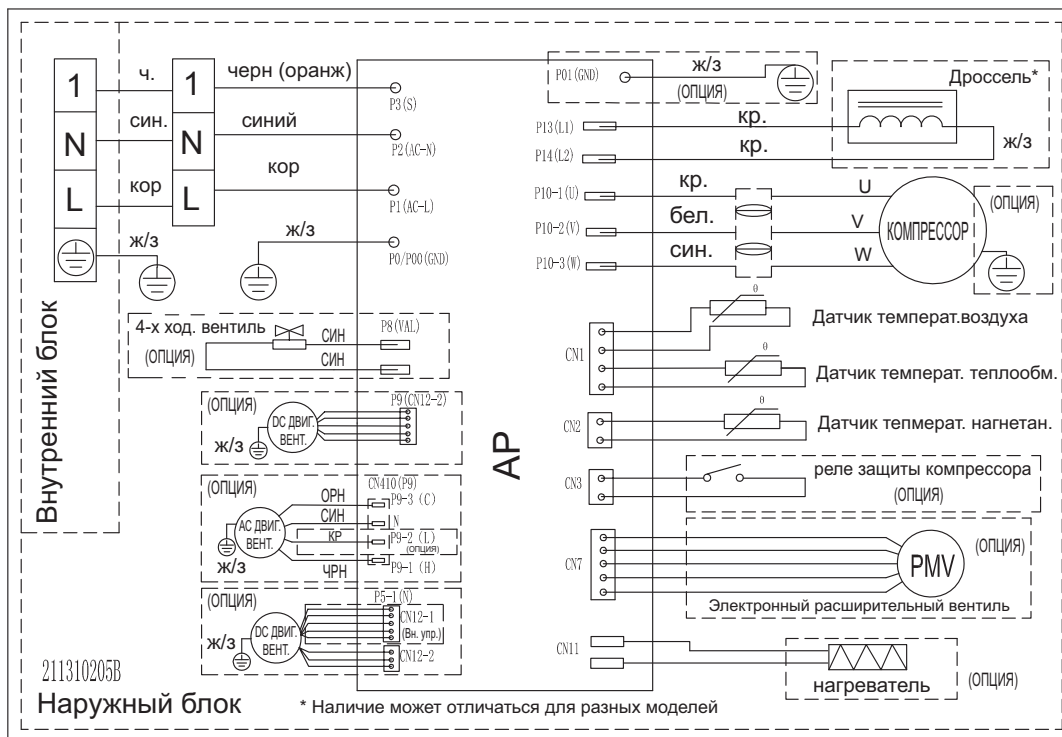 Внутренний блок
1
N
L
ч.
син.
кор
ж/з
1
N
L
черн (оранж)
синий
кор
ж/з
P3(S)
P2(AC-N)
P1(AC-L)
P0/P00(GND)
4-х ход. вентиль
(ОПЦИЯ)
СИН
СИН
P8(VAL)
(ОПЦИЯ)
P9(CN12-2)
DC ДВИГ.
ВЕНТ.
ж/з
(ОПЦИЯ)
CN410(P9)
ОРН
P9-3 (C)
СИН
N
КР
P9-2 (L)
(ОПЦИЯ)
ЧРН
P9-1 (H)
AC ДВИГ.
ВЕНТ.
ж/з
(ОПЦИЯ)
P5-1(N)
CN12-1
(Вн. упр.)
CN12-2
DC ДВИГ.
ВЕНТ.
ж/з
211310205B
Наружный блок
* Наличие может отличаться для разных моделей
AP
P01(GND)
ж/з
(ОПЦИЯ)
Дроссель*
P13(L1)
кр.
P14(L2)
кр.
ж/з
P10-1(U)
кр.
U
P10-2(V)
бел.
V
P10-3(W)
син.
W
КОМПРЕССОР
(ОПЦИЯ)
CN1
θ
Датчик температ.воздуха
θ
Датчик температ. теплообм.
CN2
θ
Датчик тепмерат. нагнетан.
CN3
реле защиты компрессора
(ОПЦИЯ)
CN7
PMV
(ОПЦИЯ)
Электронный расширительный вентиль
CN11
нагреватель
(ОПЦИЯ)